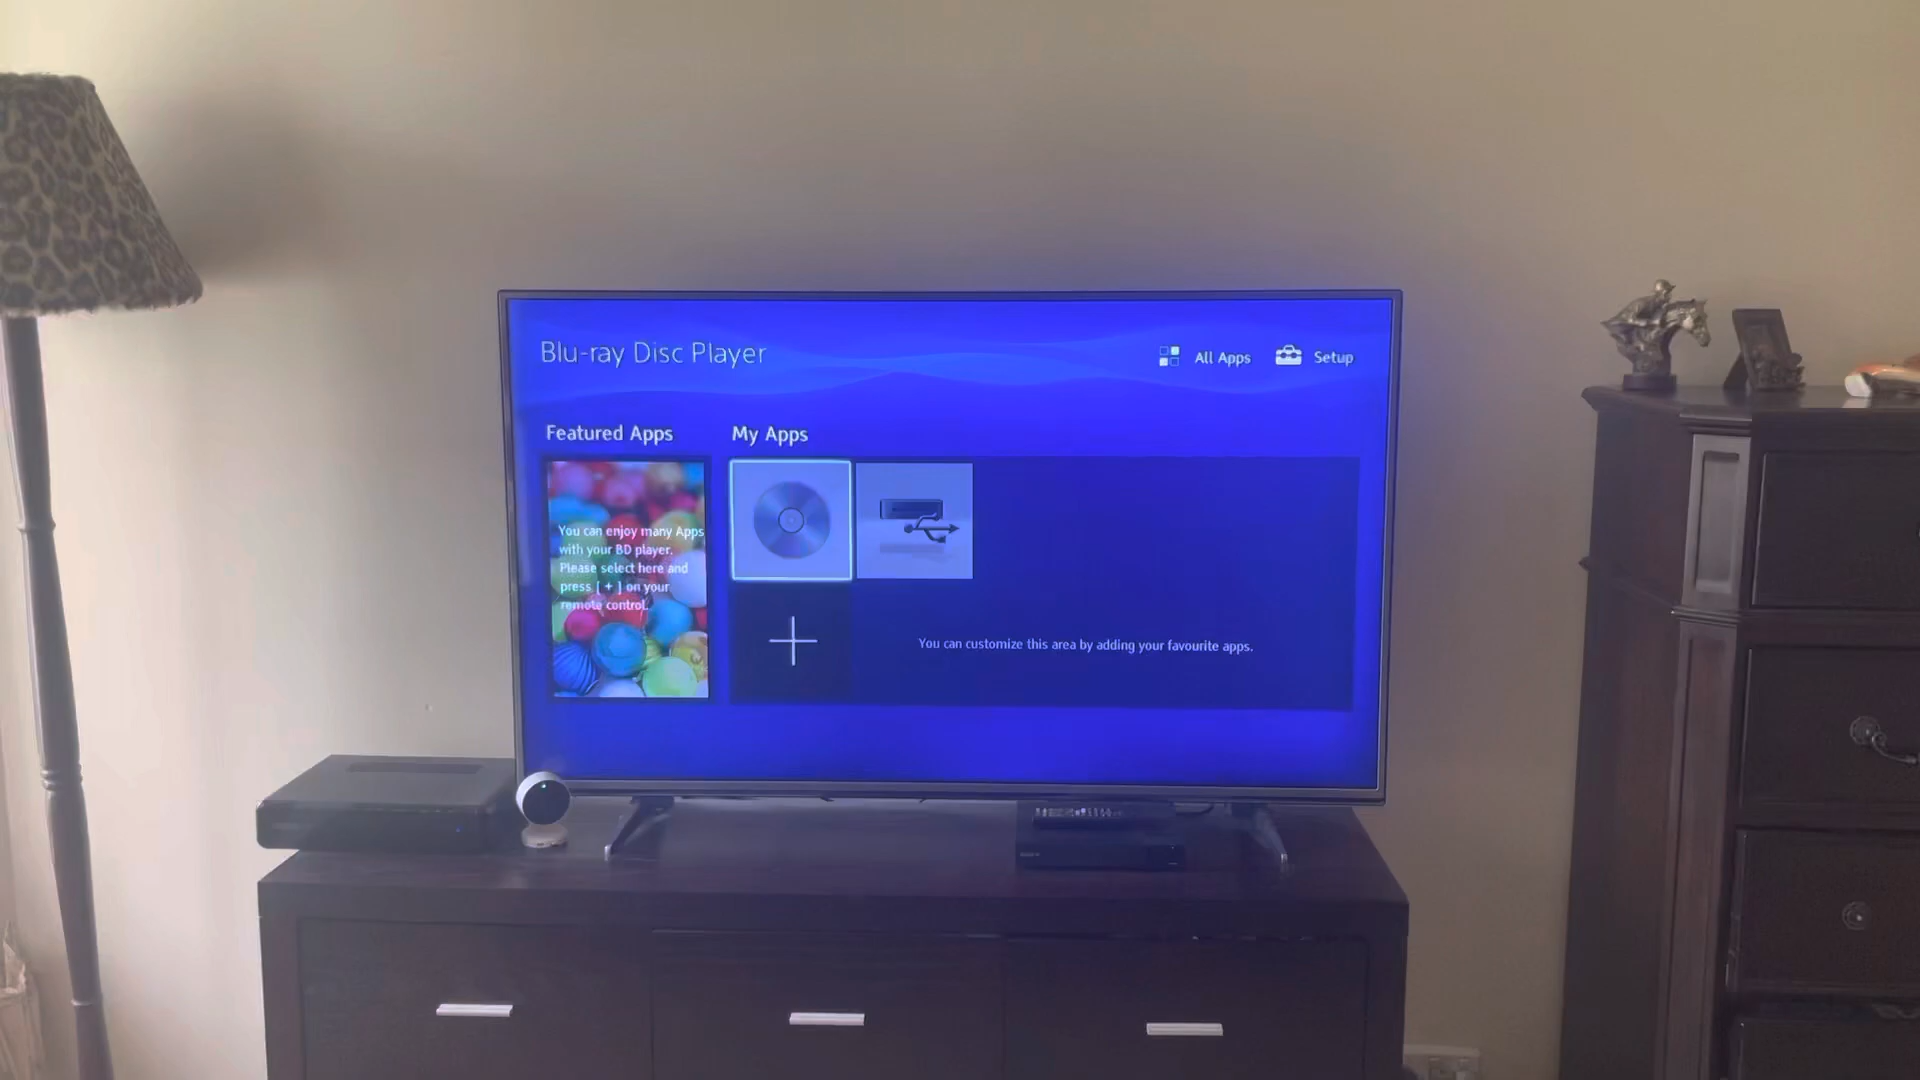 Blu-ray Disc Player
All Apps
Setup
Featured Apps
My Apps
You can enjoy many Apps
with your BD player.
Please select here and
press [ + ] on your
remote control.
You can customize this area by adding your favourite apps.